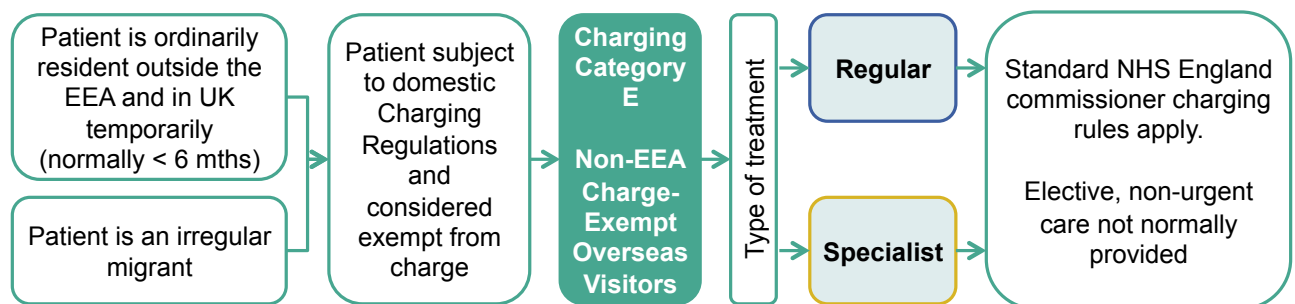 Patient is ordinarily
resident outside the
EEA and in UK
temporarily
(normally < 6 mths)
Patient is an irregular
migrant
Patient subject
to domestic
Charging
Regulations
and
considered
exempt from
charge
Charging
Category
E
Non-EEA
Charge-
Exempt
Overseas
Visitors
Type of treatment
Regular
Specialist
Standard NHS England
commissioner charging
rules apply.
Elective, non-urgent
care not normally
provided